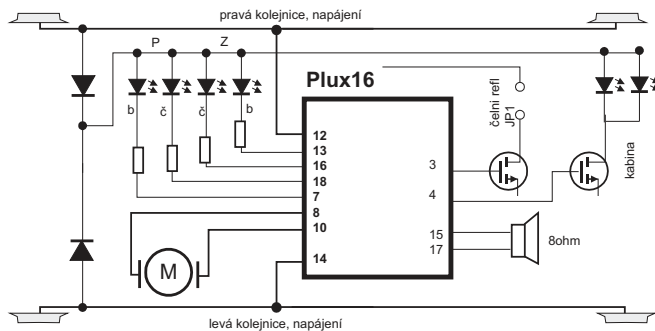 pravá kolejnice, napájení
P Z
b č č b
Plux16
12
13
16
18
7
8
10
14
3
4
15
17
čelni refl
JP1
kabina
8ohm
M
levá kolejnice, napájení